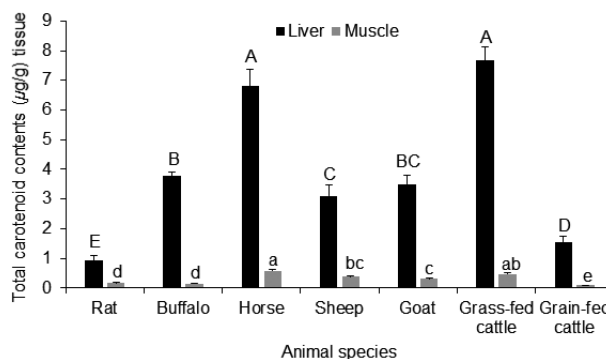 Total carotenoid contents (µg/g) tissue
9
8
7
6
5
4
3
2
1
0
Liver Muscle
E
d
B
d
A
a
C
bc
BC
c
A
ab
D
e
Rat Buffalo Horse Sheep Goat Grass-fed Grain-fed
cattle cattle
Animal species